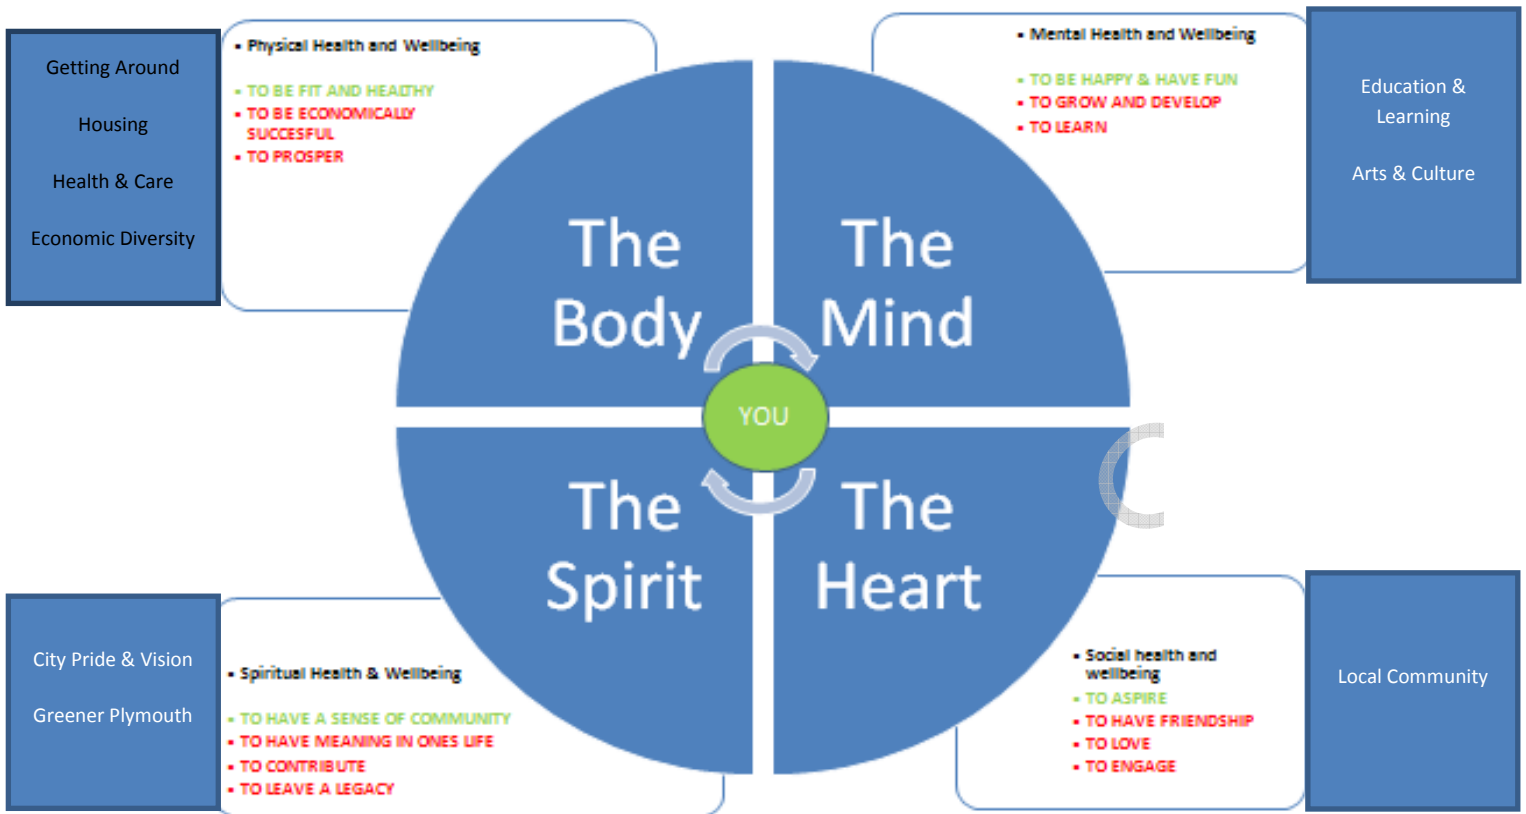 Getting Around
Housing
Health & Care
Economic Diversity
▪ Physical Health and Wellbeing
▪ TO BE FIT AND HEALTHY
▪ TO BE ECONOMICALLY
SUCCESFUL
▪ TO PROSPER
▪ Mental Health and Wellbeing
▪ TO BE HAPPY & HAVE FUN
▪ TO GROW AND DEVELOP
▪ TO LEARN
Education &
Learning
Arts & Culture
The
Body
The
Mind
YOU
The
Spirit
The
Heart
City Pride & Vision
Greener Plymouth
▪ Spiritual Health & Wellbeing
▪ TO HAVE A SENSE OF COMMUNITY
▪ TO HAVE MEANING IN ONES LIFE
▪ TO CONTRIBUTE
▪ TO LEAVE A LEGACY
▪ Social health and
wellbeing
▪ TO ASPIRE
▪ TO HAVE FRIENDSHIP
▪ TO LOVE
▪ TO ENGAGE
Local Community